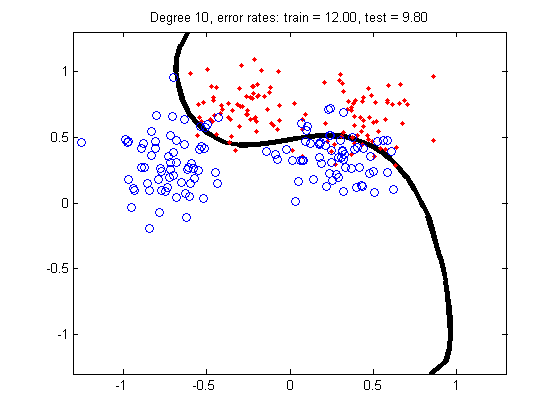 Degree 10, error rates: train = 12.00, test = 9.80
1
0.5
0
-0.5
-1
-1 -0.5 0 0.5 1